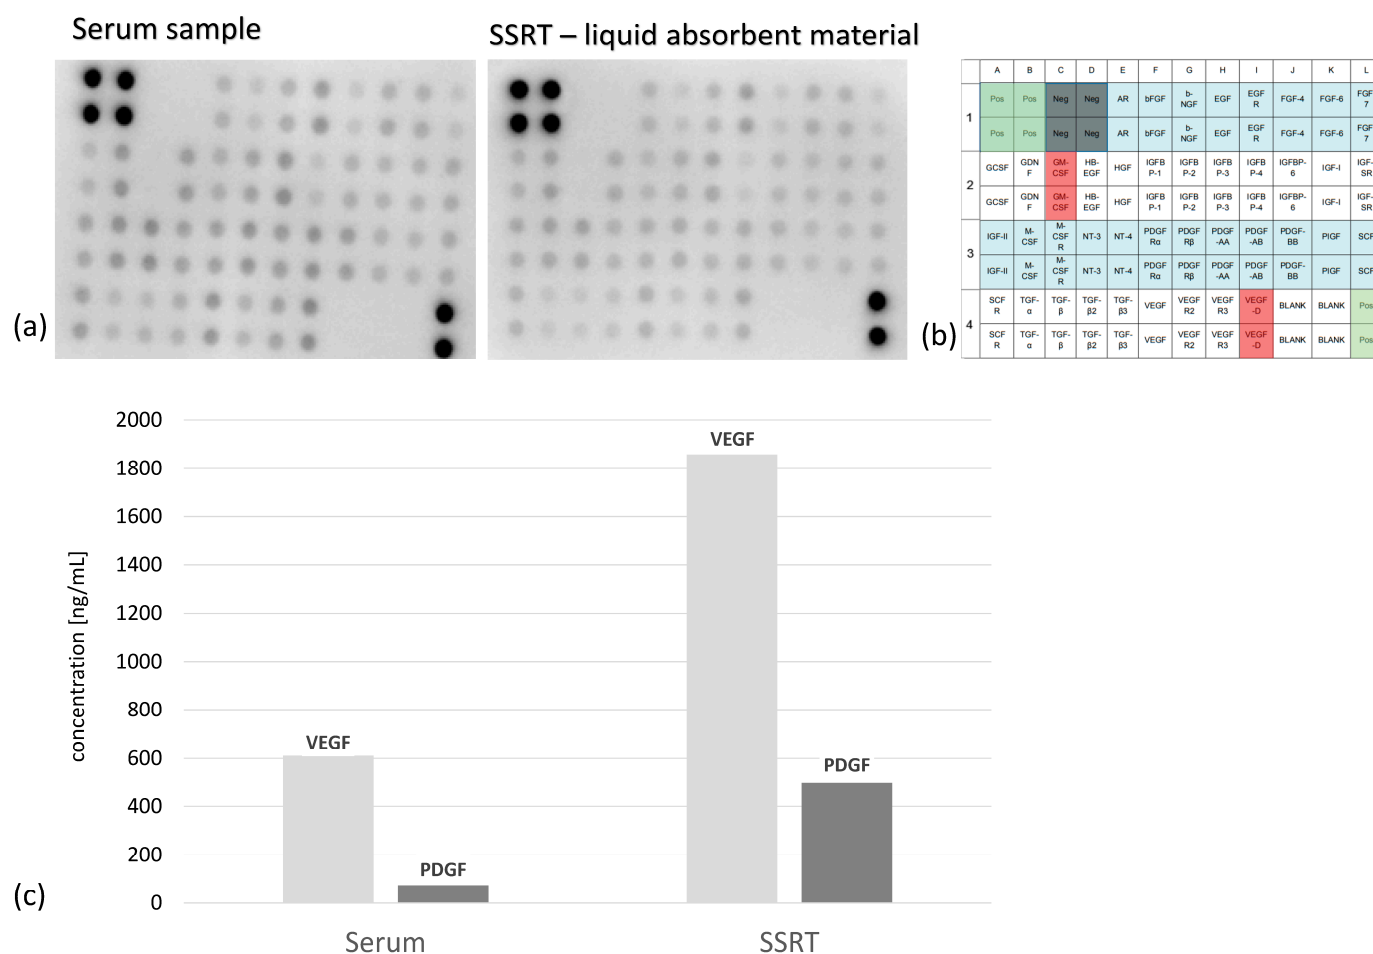 Serum sample
SSRT – liquid absorbent material
(a)
A B C D E F G H I J K L
1
Pos Pos Neg Neg AR bFGF b-NGF EGF EGFR FGF-4 FGF-6 FGF-7
Pos Pos Neg Neg AR bFGF b-NGF EGF EGFR FGF-4 FGF-6 FGF-7
2
GCSF GDNF GM-CSF HB-EGF HGF IGFBP-1 IGFBP-2 IGFBP-3 IGFBP-4 IGFBP-6 IGF-I IGF-SR
GCSF GDNF GM-CSF HB-EGF HGF IGFBP-1 IGFBP-2 IGFBP-3 IGFBP-4 IGFBP-6 IGF-I IGF-SR
3
IGF-II M-CSF M-CSFR NT-3 NT-4 PDGFRα PDGFRβ PDGF-AA PDGF-AB PDGF-BB PIGF SCF
IGF-II M-CSF M-CSFR NT-3 NT-4 PDGFRα PDGFRβ PDGF-AA PDGF-AB PDGF-BB PIGF SCF
4
SCFR TGF-α TGF-β TGF-β2 TGF-β3 VEGF VEGFR2 VEGFR3 VEGF-D BLANK BLANK Pos
SCFR TGF-α TGF-β TGF-β2 TGF-β3 VEGF VEGFR2 VEGFR3 VEGF-D BLANK BLANK Pos
(b)
concentration [ng/mL]
2000
1800
1600
1400
1200
1000
800
600
400
200
0
VEGF
PDGF
VEGF
PDGF
Serum
SSRT
(c)